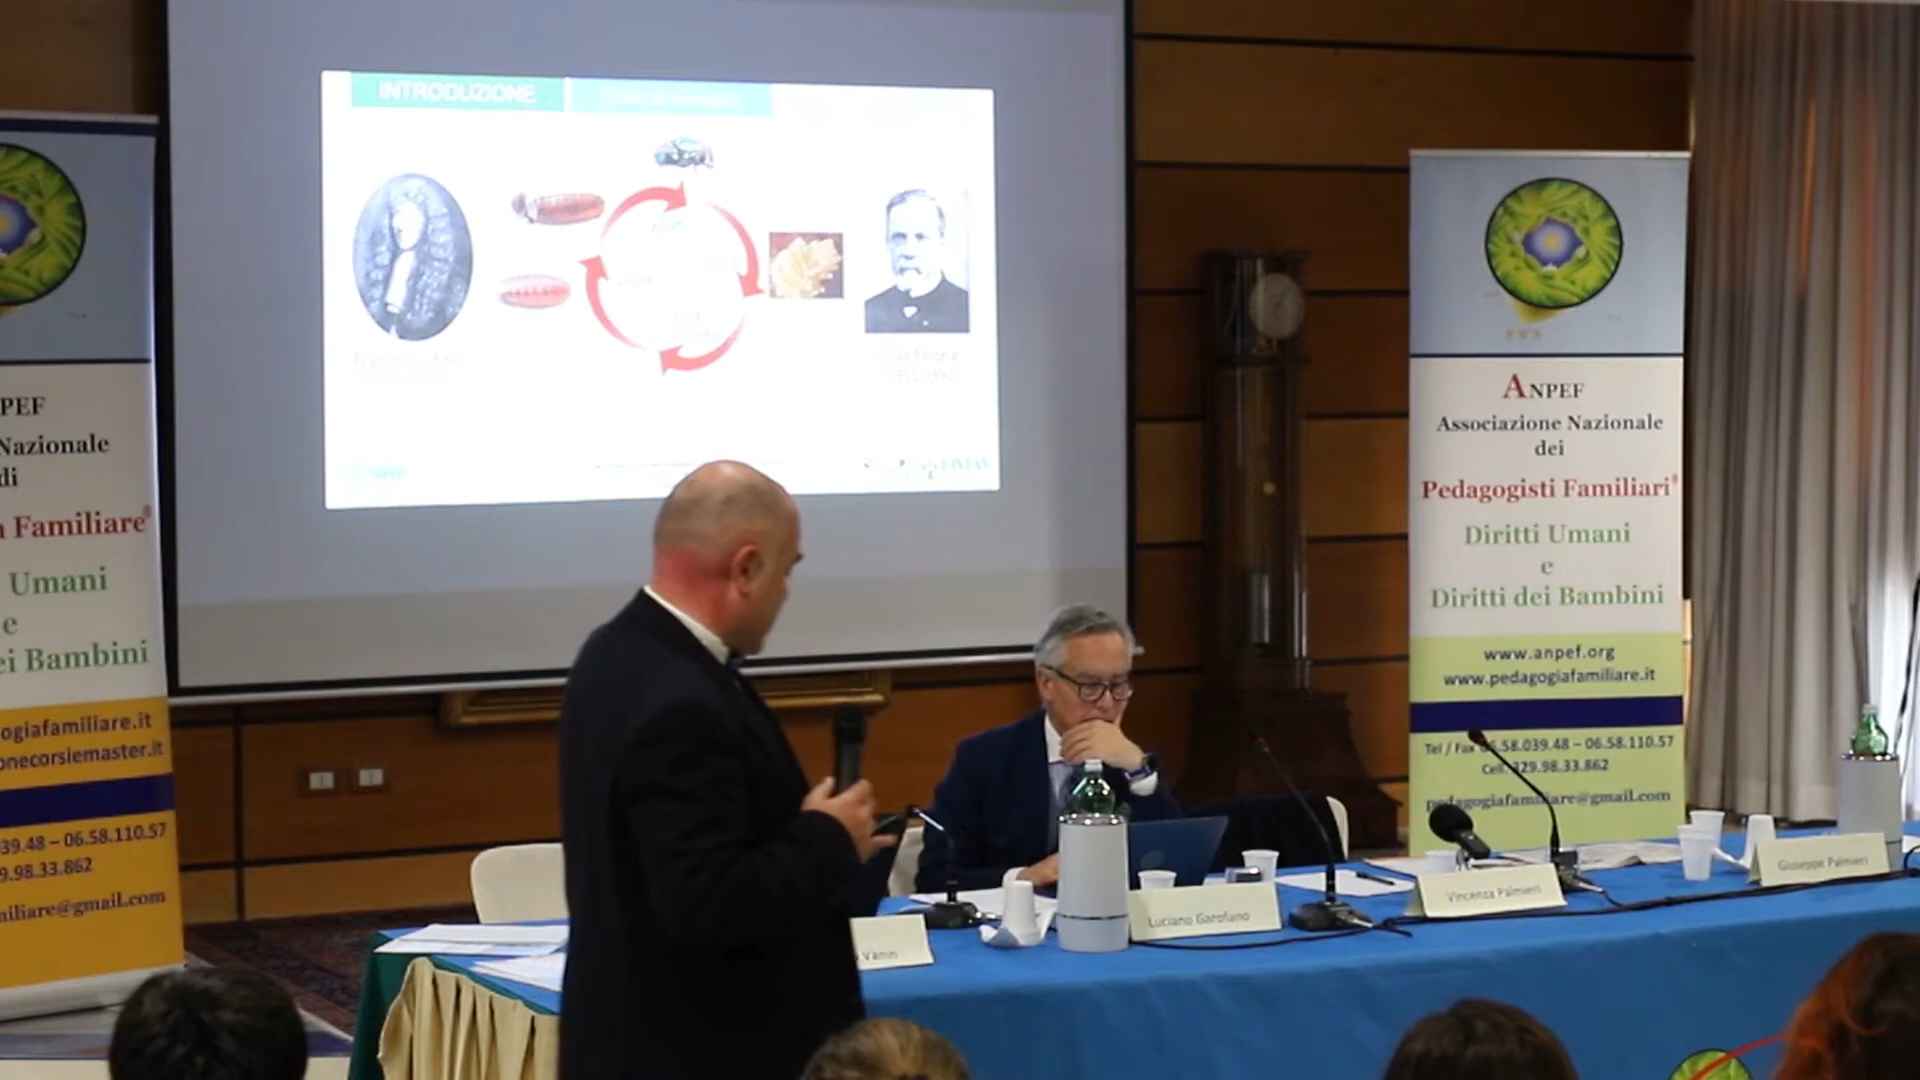 INTRODUZIONE
PEF
Nazionale
di
Familiare®
Umani
e
ei Bambini
ogiafamiliare.it
onecorsiemaster.it
39.48 – 06.58.110.57
9.98.33.862
miliare@gmail.com
ANPEF
Associazione Nazionale
dei
Pedagogisti Familiari®
Diritti Umani
e
Diritti dei Bambini
www.anpef.org
www.pedagogiafamiliare.it
Tel / Fax 06.58.039.48 – 06.58.110.57
Cell. 329.98.33.862
pedagogiafamiliare@gmail.com
Vanin
Luciano Garofano
Vincenza Palmieri
Giuseppe Palmieri
1
2